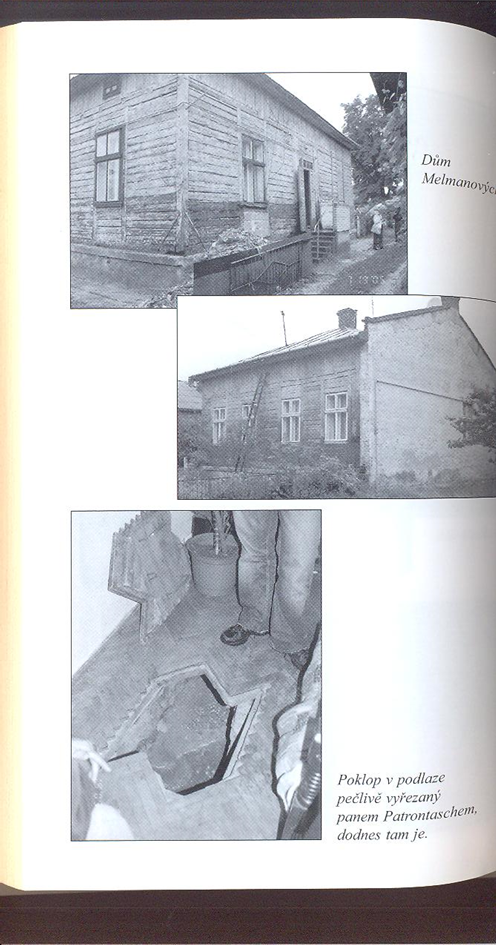 Dům
Melmanových
Poklop v podlaze
pečlivě vyřezaný
panem Patrontaschem,
dodnes tam je.